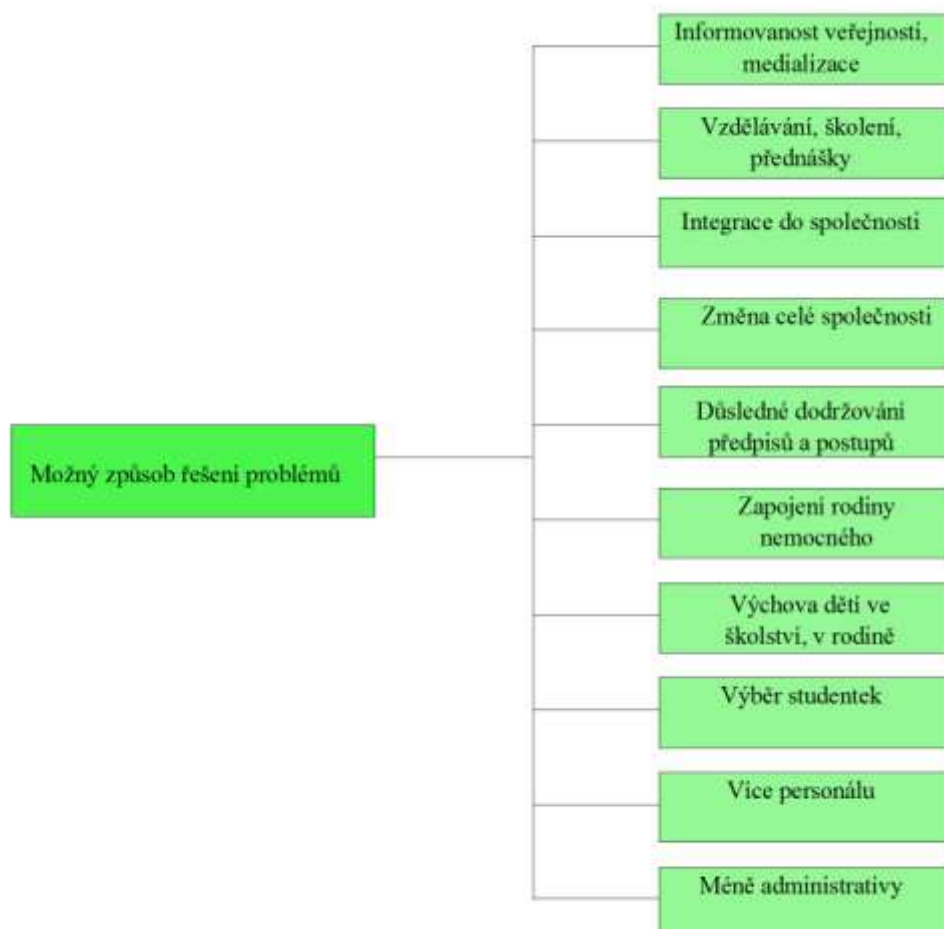 Informovanost veřejnosti,
medializace
Vzdělávání, školení,
přednášky
Integrace do společnosti
Změna celé společnosti
Důsledné dodržování
předpisů a postupů
Možný způsob řešení problémů
Zapojení rodiny
nemocného
Výchova dětí ve
školství, v rodině
Výběr studentek
Více personálu
Méně administrativy